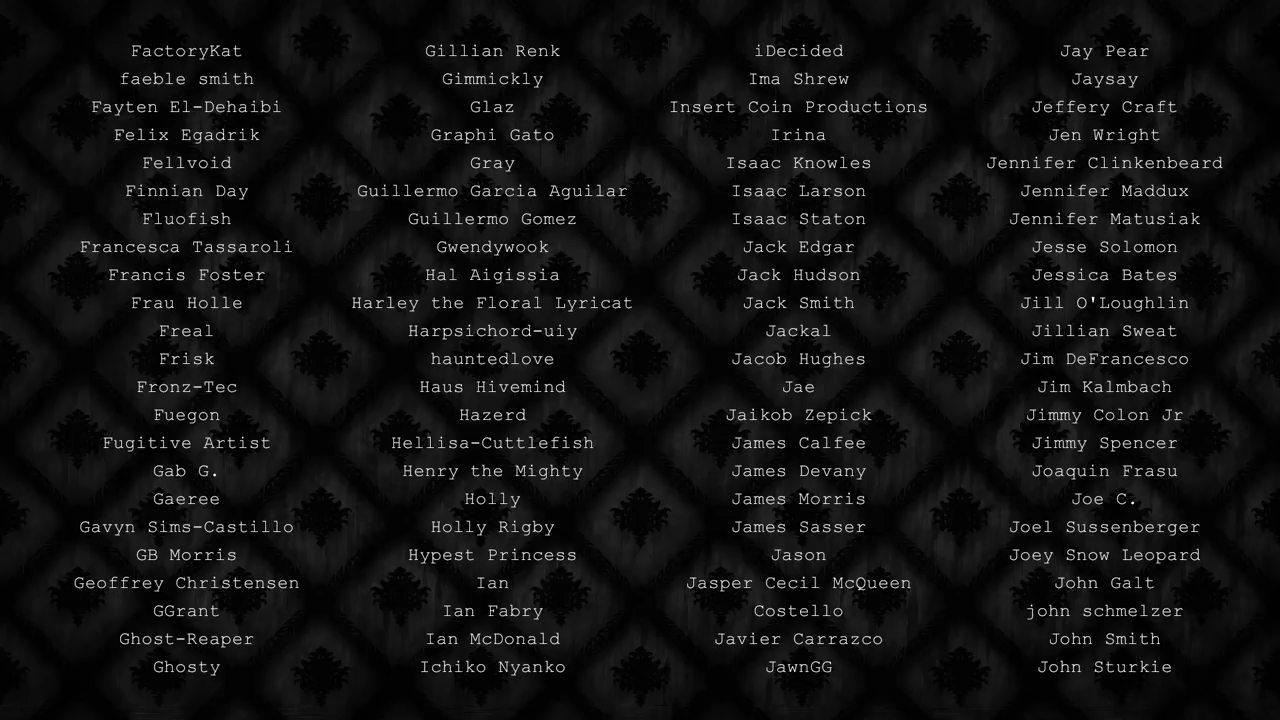 FactoryKat
faeble smith
Fayten El-Dehaibi
Felix Egadrik
Fellvoid
Finnian Day
Fluofish
Francesca Tassaroli
Francis Foster
Frau Holle
Freal
Frisk
Fronz-Tec
Fuegon
Fugitive Artist
Gab G.
Gaeree
Gavyn Sims-Castillo
GB Morris
Geoffrey Christensen
GGrant
Ghost-Reaper
Ghosty
Gillian Renk
Gimmickly
Glaz
Graphi Gato
Gray
Guillermo Garcia Aguilar
Guillermo Gomez
Gwendywook
Hal Aigissia
Harley the Floral Lyricat
Harpsichord-uiy
hauntedlove
Haus Hivemind
Hazerd
Hellisa-Cuttlefish
Henry the Mighty
Holly
Holly Rigby
Hypest Princess
Ian
Ian Fabry
Ian McDonald
Ichiko Nyanko
iDecided
Ima Shrew
Insert Coin Productions
Irina
Isaac Knowles
Isaac Larson
Isaac Staton
Jack Edgar
Jack Hudson
Jack Smith
Jackal
Jacob Hughes
Jae
Jaikob Zepick
James Calfee
James Devany
James Morris
James Sasser
Jason
Jasper Cecil McQueen
Costello
Javier Carrazco
JawnGG
Jay Pear
Jaysay
Jeffery Craft
Jen Wright
Jennifer Clinkenbeard
Jennifer Maddux
Jennifer Matusiak
Jesse Solomon
Jessica Bates
Jill O'Loughlin
Jillian Sweat
Jim DeFrancesco
Jim Kalmbach
Jimmy Colon Jr
Jimmy Spencer
Joaquin Frasu
Joe C.
Joel Sussenberger
Joey Snow Leopard
John Galt
john schmelzer
John Smith
John Sturkie